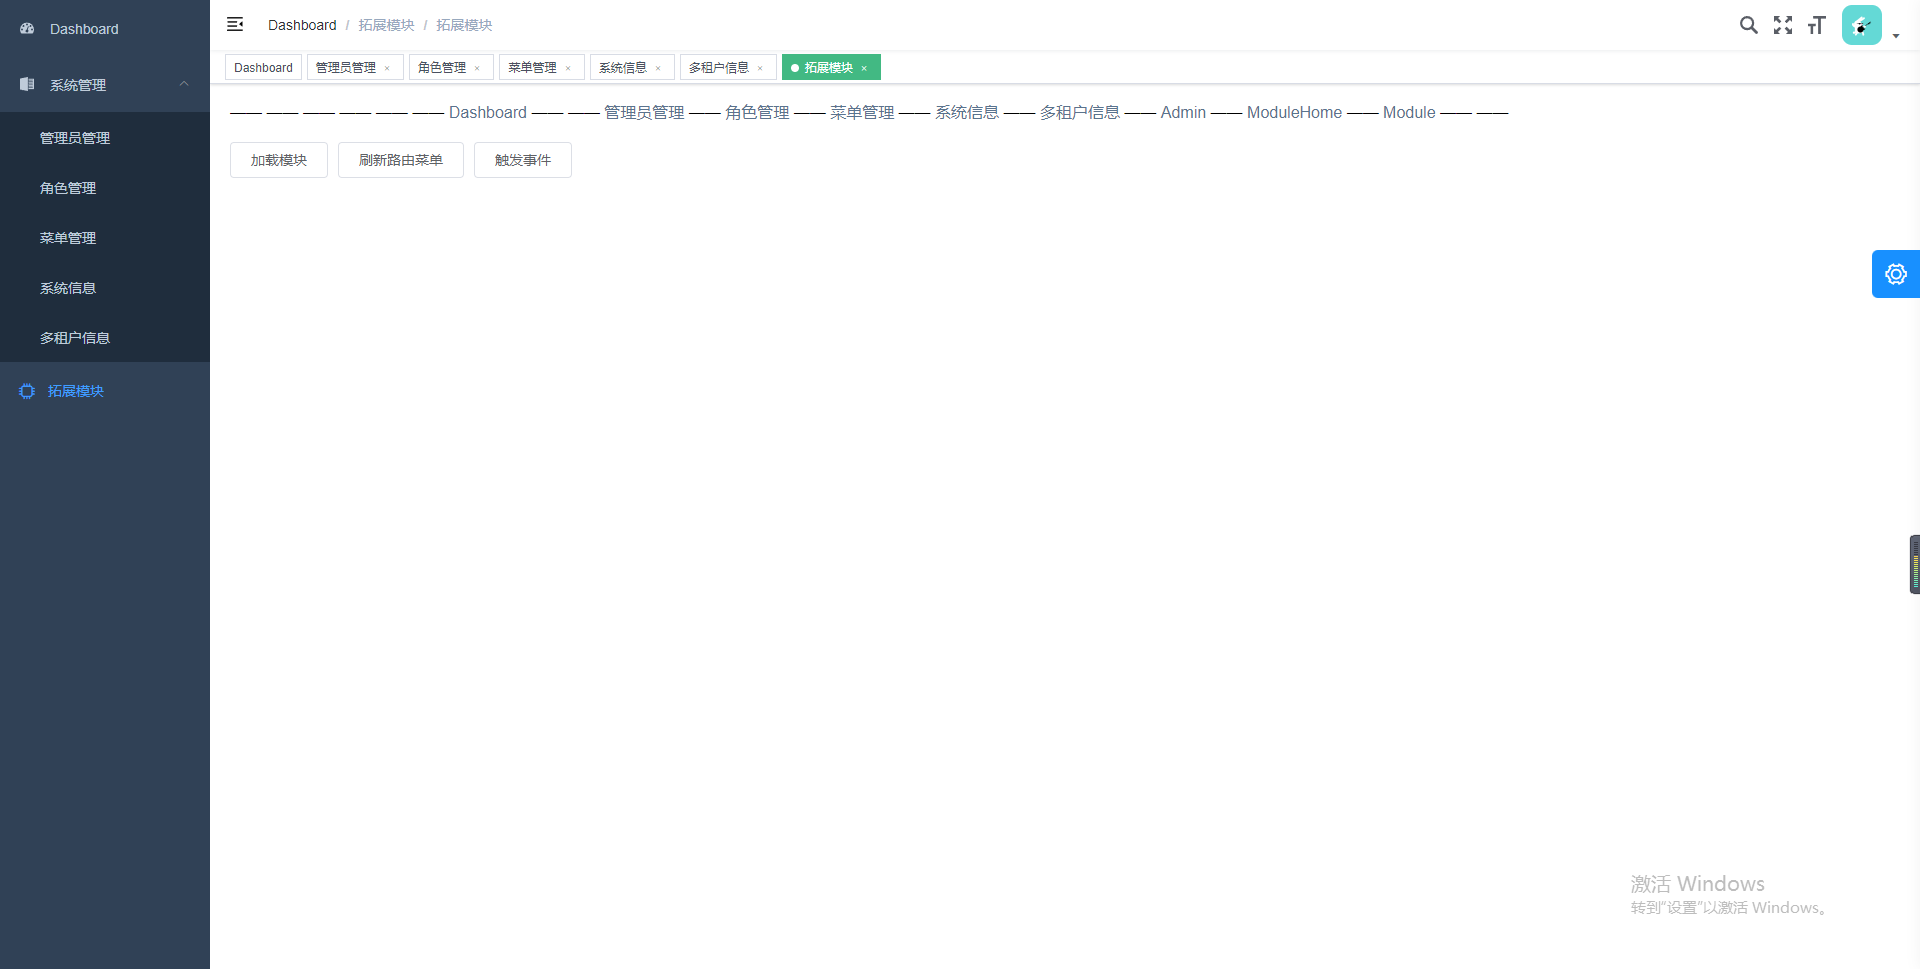 Dashboard
系统管理
管理员管理
角色管理
菜单管理
系统信息
多租户信息
拓展模块
Dashboard / 拓展模块 / 拓展模块
Dashboard 管理员管理 × 角色管理 × 菜单管理 × 系统信息 × 多租户信息 × 拓展模块 ×
—— —— —— —— —— —— Dashboard —— —— 管理员管理 —— 角色管理 —— 菜单管理 —— 系统信息 —— 多租户信息 —— Admin —— ModuleHome —— Module —— ——
加载模块 刷新路由菜单 触发事件
激活 Windows
转到"设置"以激活 Windows。